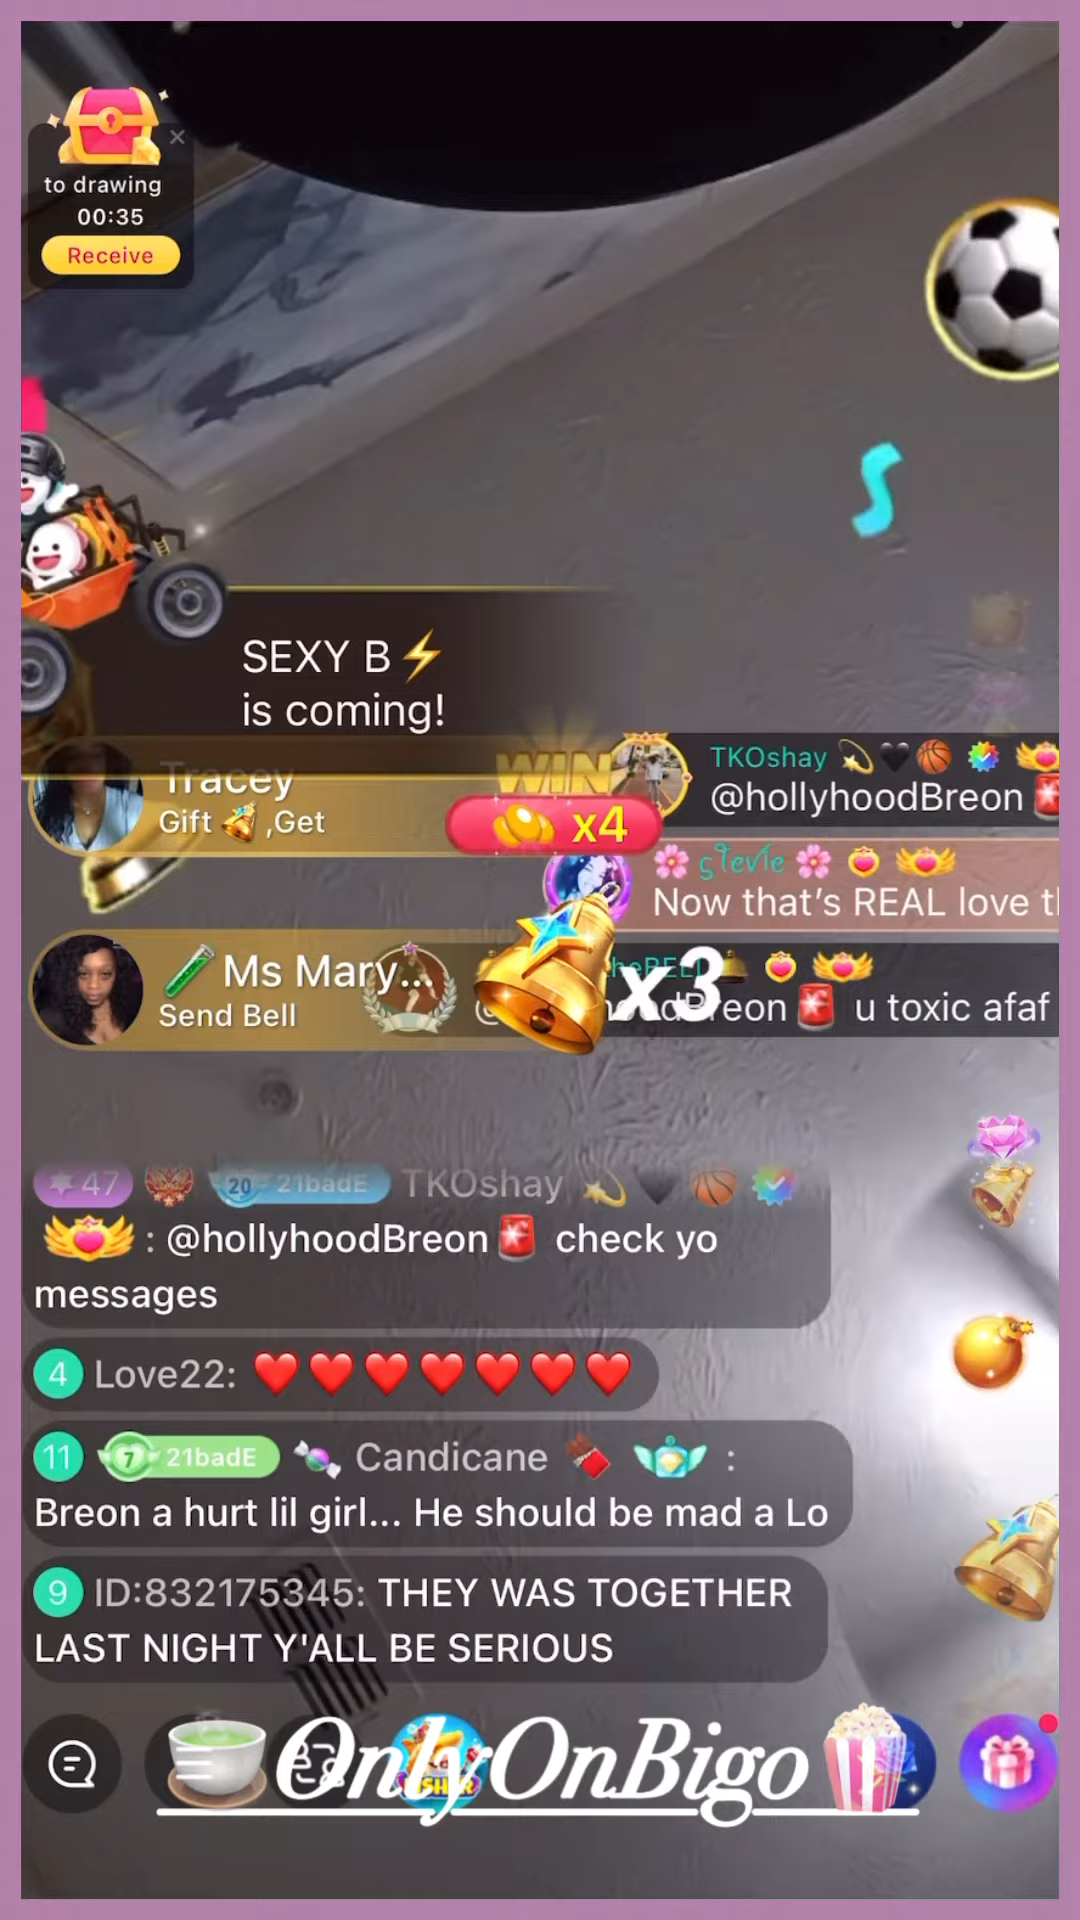 to drawing
00:35
Receive
SEXY B⚡
is coming!
Tracey
Gift 🔔 ,Get
WIN
x4
TKOshay 💫🖤🏀
@hollyhoodBreon 🚨
🌸 ꜱteᴠie 🌸
Now that's REAL love
Ms Mary...
Send Bell
x3
u toxic afaf
47 20 21badE TKOshay 💫🖤🏀
: @hollyhoodBreon🚨 check yo
messages
4 Love22: ❤️❤️❤️❤️❤️❤️❤️
11 7 21badE 🍬 Candicane 🍫 :
Breon a hurt lil girl... He should be mad a Lo
9 ID:832175345: THEY WAS TOGETHER
LAST NIGHT Y'ALL BE SERIOUS
🍵 OnlyOnBigo 🍿